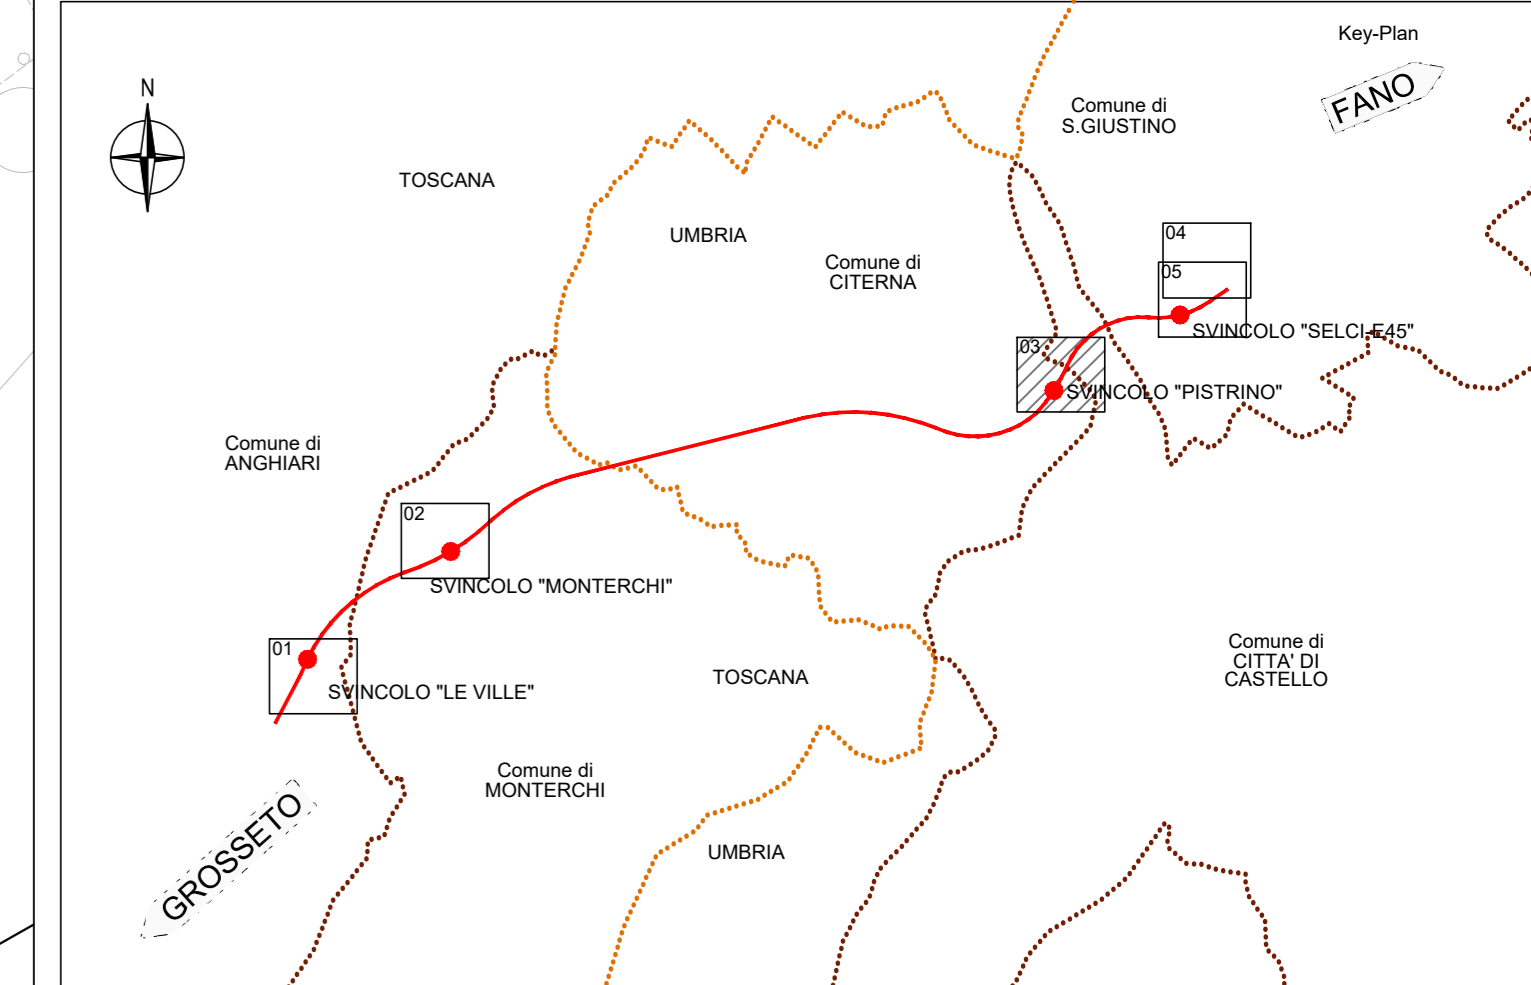 Key-Plan
FANO
N
Comune di
S.GIUSTINO
TOSCANA
UMBRIA
Comune di
CITERNA
04
05
SVINCOLO "SELCI-E45"
03
SVINCOLO "PISTRINO"
Comune di
ANGHIARI
02
SVINCOLO "MONTERCHI"
01
SVINCOLO "LE VILLE"
TOSCANA
Comune di
CITTA' DI
CASTELLO
Comune di
MONTERCHI
GROSSETO
UMBRIA